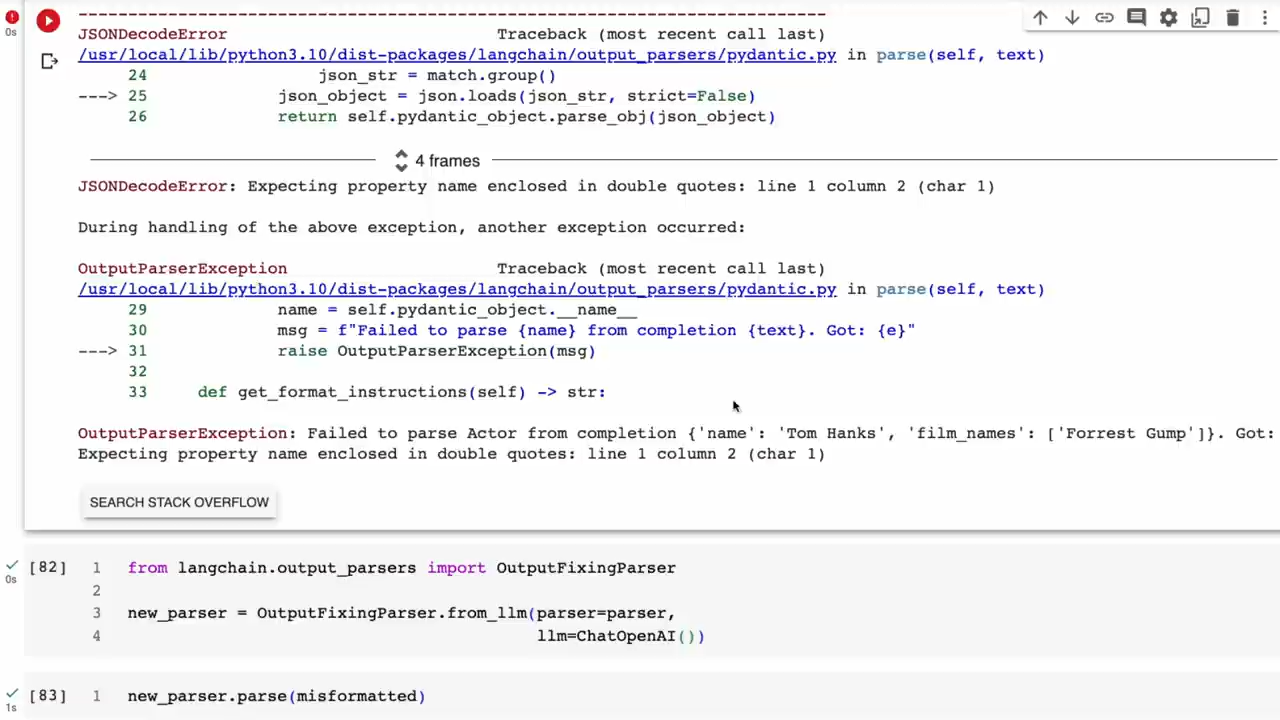 --------------------------------------------------------------------------------
JSONDecodeError                           Traceback (most recent call last)
0s
/usr/local/lib/python3.10/dist-packages/langchain/output_parsers/pydantic.py in parse(self, text)
24                 json_str = match.group()
---> 25             json_object = json.loads(json_str, strict=False)
26             return self.pydantic_object.parse_obj(json_object)
4 frames
JSONDecodeError: Expecting property name enclosed in double quotes: line 1 column 2 (char 1)
During handling of the above exception, another exception occurred:
OutputParserException                     Traceback (most recent call last)
/usr/local/lib/python3.10/dist-packages/langchain/output_parsers/pydantic.py in parse(self, text)
29             name = self.pydantic_object.__name__
30             msg = f"Failed to parse {name} from completion {text}. Got: {e}"
---> 31             raise OutputParserException(msg)
32
33     def get_format_instructions(self) -> str:
OutputParserException: Failed to parse Actor from completion {'name': 'Tom Hanks', 'film_names': ['Forrest Gump']}. Got:
Expecting property name enclosed in double quotes: line 1 column 2 (char 1)
SEARCH STACK OVERFLOW
[82] 1 from langchain.output_parsers import OutputFixingParser
0s
2
3 new_parser = OutputFixingParser.from_llm(parser=parser,
4                                          llm=ChatOpenAI())
[83] 1 new_parser.parse(misformatted)
1s